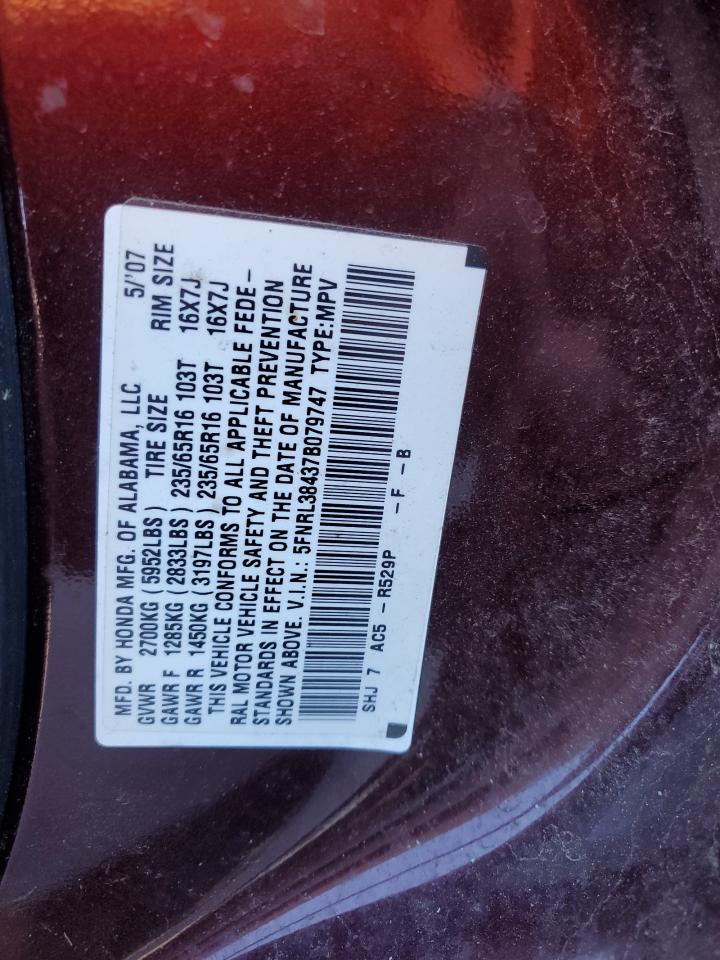 MFD. BY HONDA MFG. OF ALABAMA, LLC 5/'07
GVWR 2700KG (5952LBS) TIRE SIZE RIM SIZE
GAWR F 1285KG (2833LBS) 235/65R16 103T 16X7J
GAWR R 1450KG (3197LBS) 235/65R16 103T 16X7J
THIS VEHICLE CONFORMS TO ALL APPLICABLE FEDE-
RAL MOTOR VEHICLE SAFETY AND THEFT PREVENTION
STANDARDS IN EFFECT ON THE DATE OF MANUFACTURE
SHOWN ABOVE. V.I.N.: 5FNRL38437B079747 TYPE:MPV
SHJ 7 AC5 - R529P - F - B